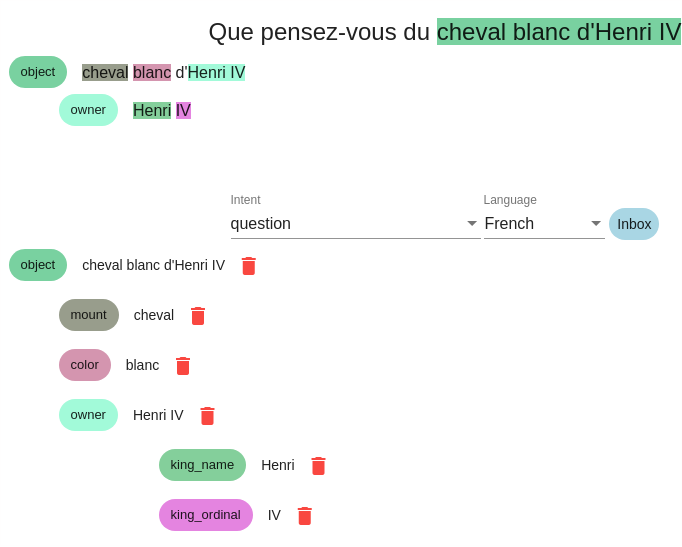 Que pensez-vous du cheval blanc d'Henri IV
object cheval blanc d'Henri IV
owner Henri IV
Intent Language
question French Inbox
object cheval blanc d'Henri IV
mount cheval
color blanc
owner Henri IV
king_name Henri
king_ordinal IV